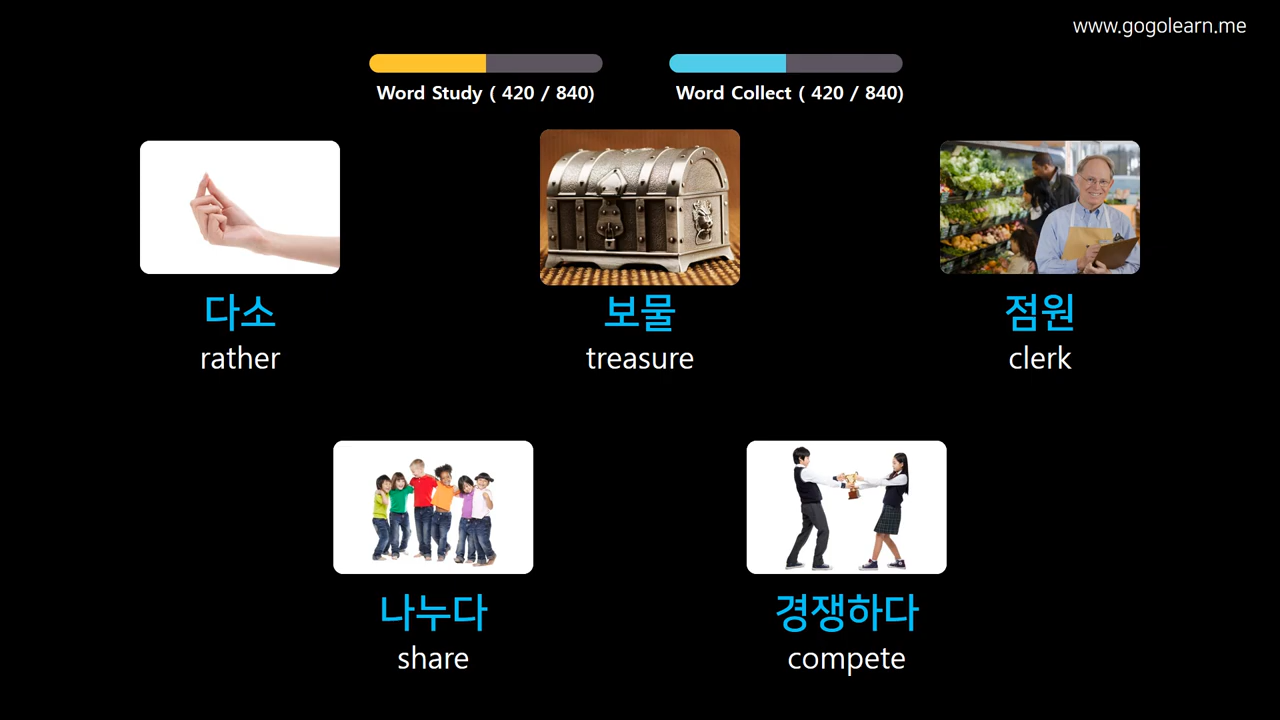 www.gogolearn.me
Word Study ( 420 / 840)
Word Collect ( 420 / 840)
다소
rather
보물
treasure
점원
clerk
나누다
share
경쟁하다
compete